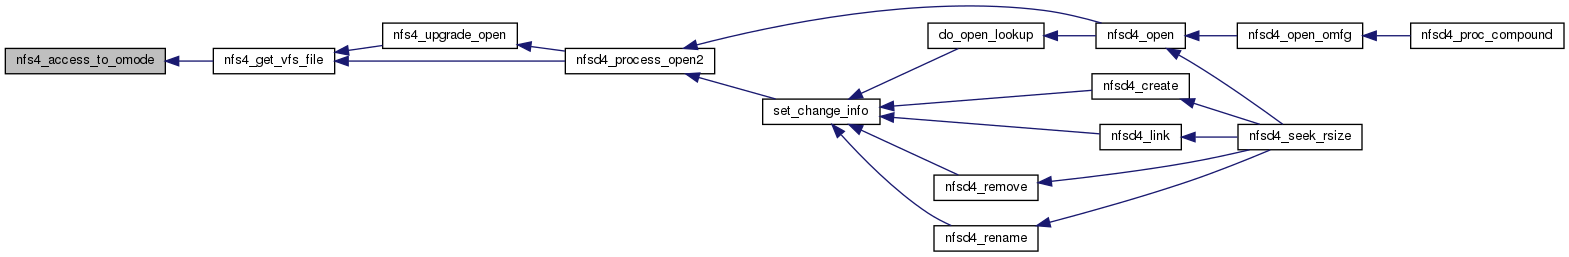 nfs4_access_to_omode
nfs4_get_vfs_file
nfs4_upgrade_open
nfsd4_process_open2
set_change_info
do_open_lookup
nfsd4_open
nfsd4_open_omfg
nfsd4_proc_compound
nfsd4_create
nfsd4_link
nfsd4_seek_rsize
nfsd4_remove
nfsd4_rename